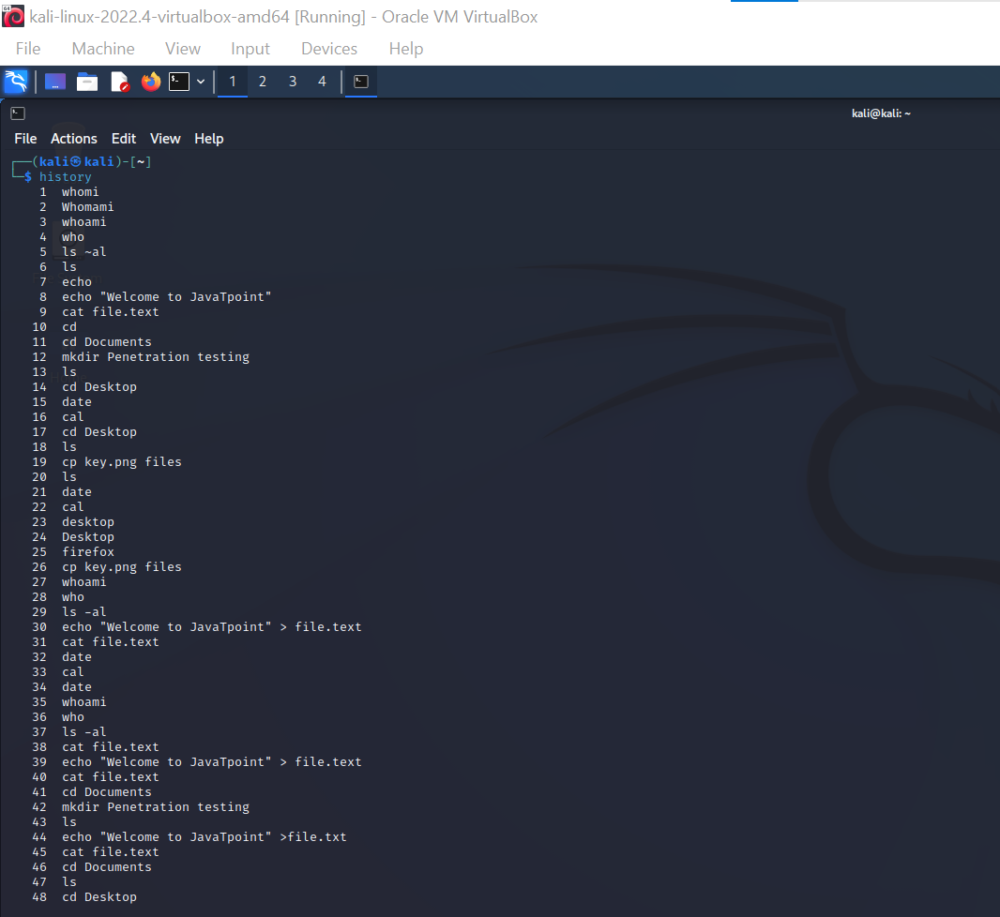 kali-linux-2022.4-virtualbox-amd64 [Running] - Oracle VM VirtualBox
File Machine View Input Devices Help
1 2 3 4
kali@kali: ~
File Actions Edit View Help
┌──(kali㉿kali)-[~]
└─$ history
1 whomi
2 Whomami
3 whoami
4 who
5 ls ~al
6 ls
7 echo
8 echo "Welcome to JavaTpoint"
9 cat file.text
10 cd
11 cd Documents
12 mkdir Penetration testing
13 ls
14 cd Desktop
15 date
16 cal
17 cd Desktop
18 ls
19 cp key.png files
20 ls
21 date
22 cal
23 desktop
24 Desktop
25 firefox
26 cp key.png files
27 whoami
28 who
29 ls -al
30 echo "Welcome to JavaTpoint" > file.text
31 cat file.text
32 date
33 cal
34 date
35 whoami
36 who
37 ls -al
38 cat file.text
39 echo "Welcome to JavaTpoint" > file.text
40 cat file.text
41 cd Documents
42 mkdir Penetration testing
43 ls
44 echo "Welcome to JavaTpoint" >file.txt
45 cat file.text
46 cd Documents
47 ls
48 cd Desktop